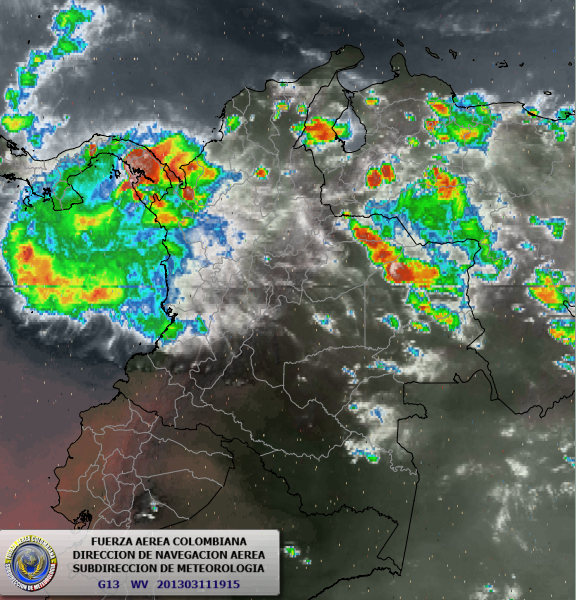 FUERZA AEREA COLOMBIANA
DIRECCION DE NAVEGACION AEREA
SUBDIRECCION DE METEOROLOGIA
G13 WV 201303111915